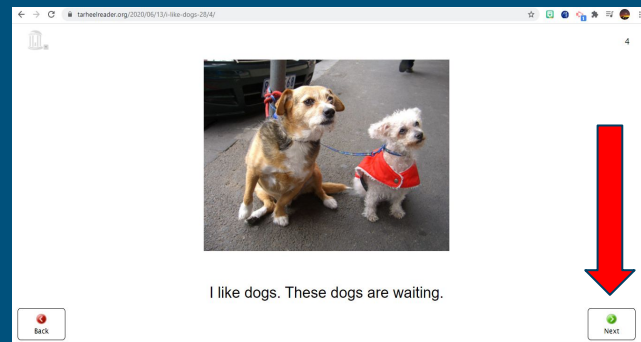 tarheelreader.org/2020/06/13/i-like-dogs-28/4/
4
I like dogs. These dogs are waiting.
Back
Next